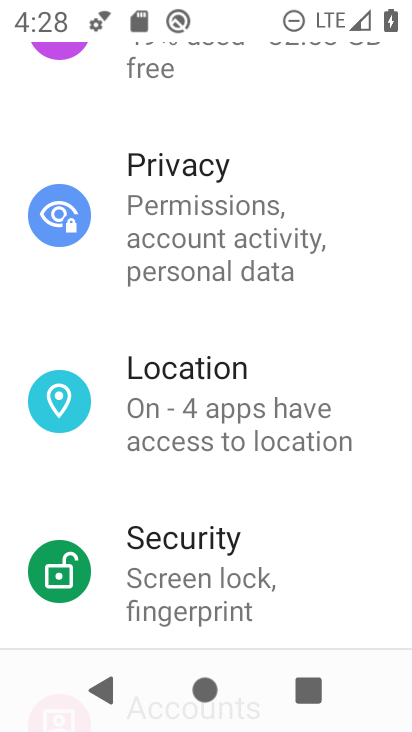 4:28 LTE
free
Privacy
Permissions,
account activity,
personal data
Location
On - 4 apps have
access to location
Security
Screen lock,
fingerprint
Accounts